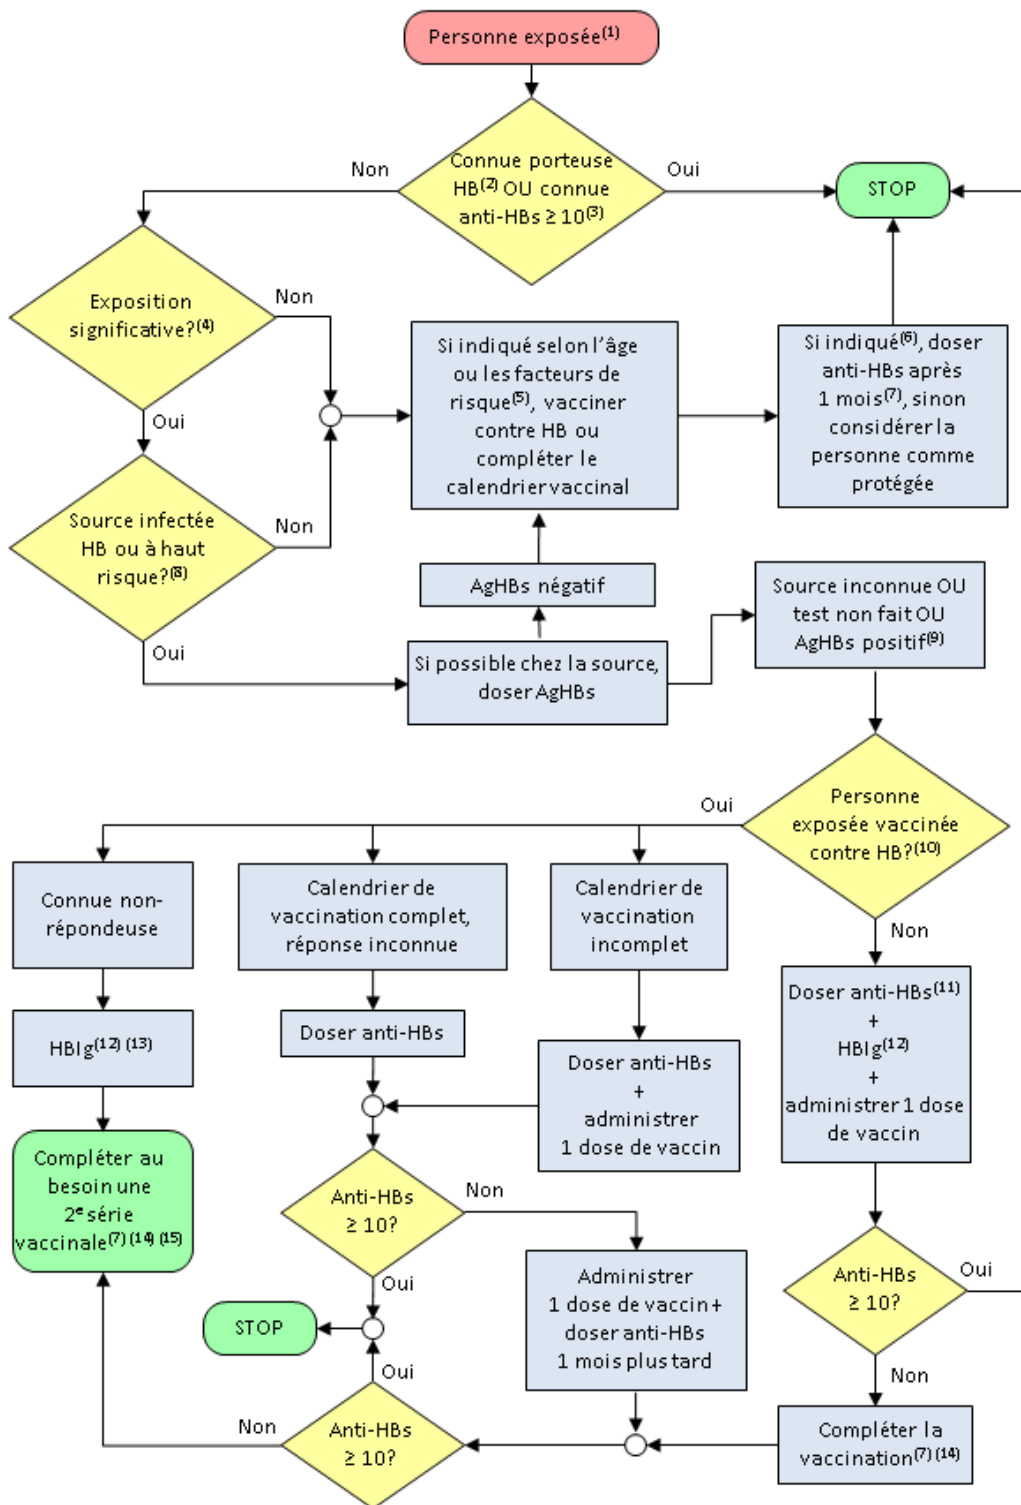 Personne exposée(1)
Non
Connue porteuse
HB(2) OU connue
anti-HBs ≥ 10(3)
Oui
STOP
Exposition
significative?(4)
Non
Oui
Si indiqué selon l'âge
ou les facteurs de
risque(5), vacciner
contre HB ou
compléter le
calendrier vaccinal
Si indiqué(6), doser
anti-HBs après
1 mois(7), sinon
considérer la
personne comme
protégée
Source infectée
HB ou à haut
risque?(8)
Non
Oui
AgHBs négatif
Si possible chez la source,
doser AgHBs
Source inconnue OU
test non fait OU
AgHBs positif(9)
Personne
exposée vaccinée
contre HB?(10)
Oui
Non
Connue non-
répondeuse
Calendrier de
vaccination complet,
réponse inconnue
Calendrier de
vaccination
incomplet
HBIg(12) (13)
Doser anti-HBs
Doser anti-HBs
+
administrer
1 dose de vaccin
Doser anti-HBs(11)
+
HBIg(12)
+
administrer 1 dose
de vaccin
Compléter au
besoin une
2e série
vaccinale(7) (14) (15)
Anti-HBs
≥ 10?
Non
Oui
Administrer
1 dose de vaccin +
doser anti-HBs
1 mois plus tard
Anti-HBs
≥ 10?
Oui
Non
STOP
Oui
Anti-HBs
≥ 10?
Non
Compléter la
vaccination(7) (14)